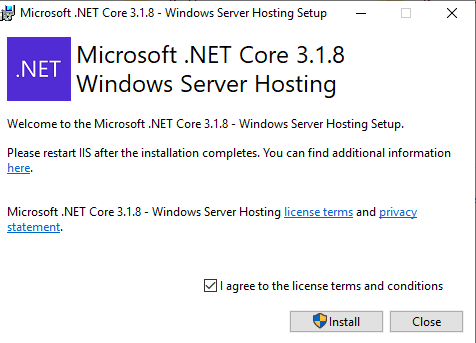 Microsoft .NET Core 3.1.8 - Windows Server Hosting Setup
.NET
Microsoft .NET Core 3.1.8
Windows Server Hosting
Welcome to the Microsoft .NET Core 3.1.8 - Windows Server Hosting Setup.
Please restart IIS after the installation completes. You can find additional information
here.
Microsoft .NET Core 3.1.8 - Windows Server Hosting license terms and privacy
statement.
I agree to the license terms and conditions
Install
Close